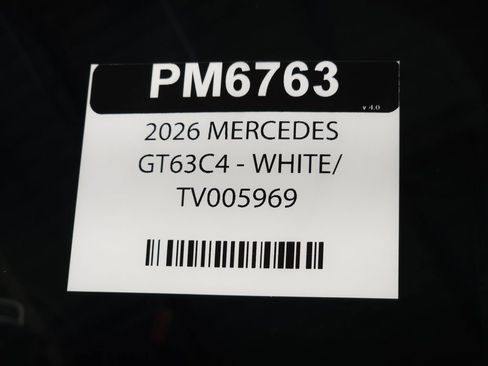 PM6763
v 4.0
2026 MERCEDES
GT63C4 - WHITE/
TV005969